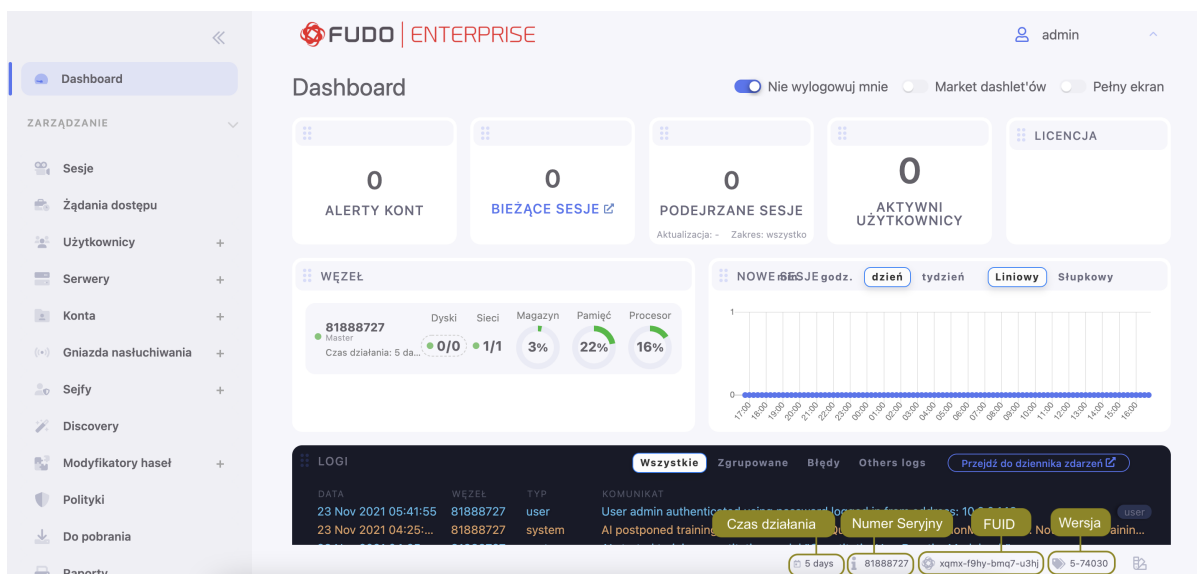 FUDO ENTERPRISE
admin
Dashboard
ZARZĄDZANIE
Sesje
Żądania dostępu
Użytkownicy +
Serwery +
Konta +
Gniazda nasłuchiwania +
Sejfy +
Discovery
Modyfikatory haseł +
Polityki
Do pobrania
Raporty
Dashboard
Nie wylogowuj mnie Market dashlet'ów Pełny ekran
0
ALERTY KONT
0
BIEŻĄCE SESJE
0
PODEJRZANE SESJE
Aktualizacja: - Zakres: wszystko
0
AKTYWNI
UŻYTKOWNICY
LICENCJA
WĘZEŁ
81888727
Master
Czas działania: 5 da...
Dyski Sieci Magazyn Pamięć Procesor
0/0 1/1 3% 22% 16%
NOWE SESJE godz. dzień tydzień Liniowy Słupkowy
1
0
17:00 18:00 19:00 20:00 21:00 22:00 23:00 00:00 01:00 02:00 03:00 04:00 05:00 06:00 07:00 08:00 09:00 10:00 11:00 12:00 13:00 14:00 15:00 16:00
LOGI Wszystkie Zgrupowane Błędy Others logs Przejdź do dziennika zdarzeń
DATA WĘZEŁ TYP KOMUNIKAT
23 Nov 2021 05:41:55 81888727 user User admin authenticated using password logged in from address: 10. user
23 Nov 2021 04:25:... 81888727 system AI postponed training
Czas działania Numer Seryjny FUID Wersja
5 days 81888727 xqmx-f9hy-bmq7-u3hj 5-74030